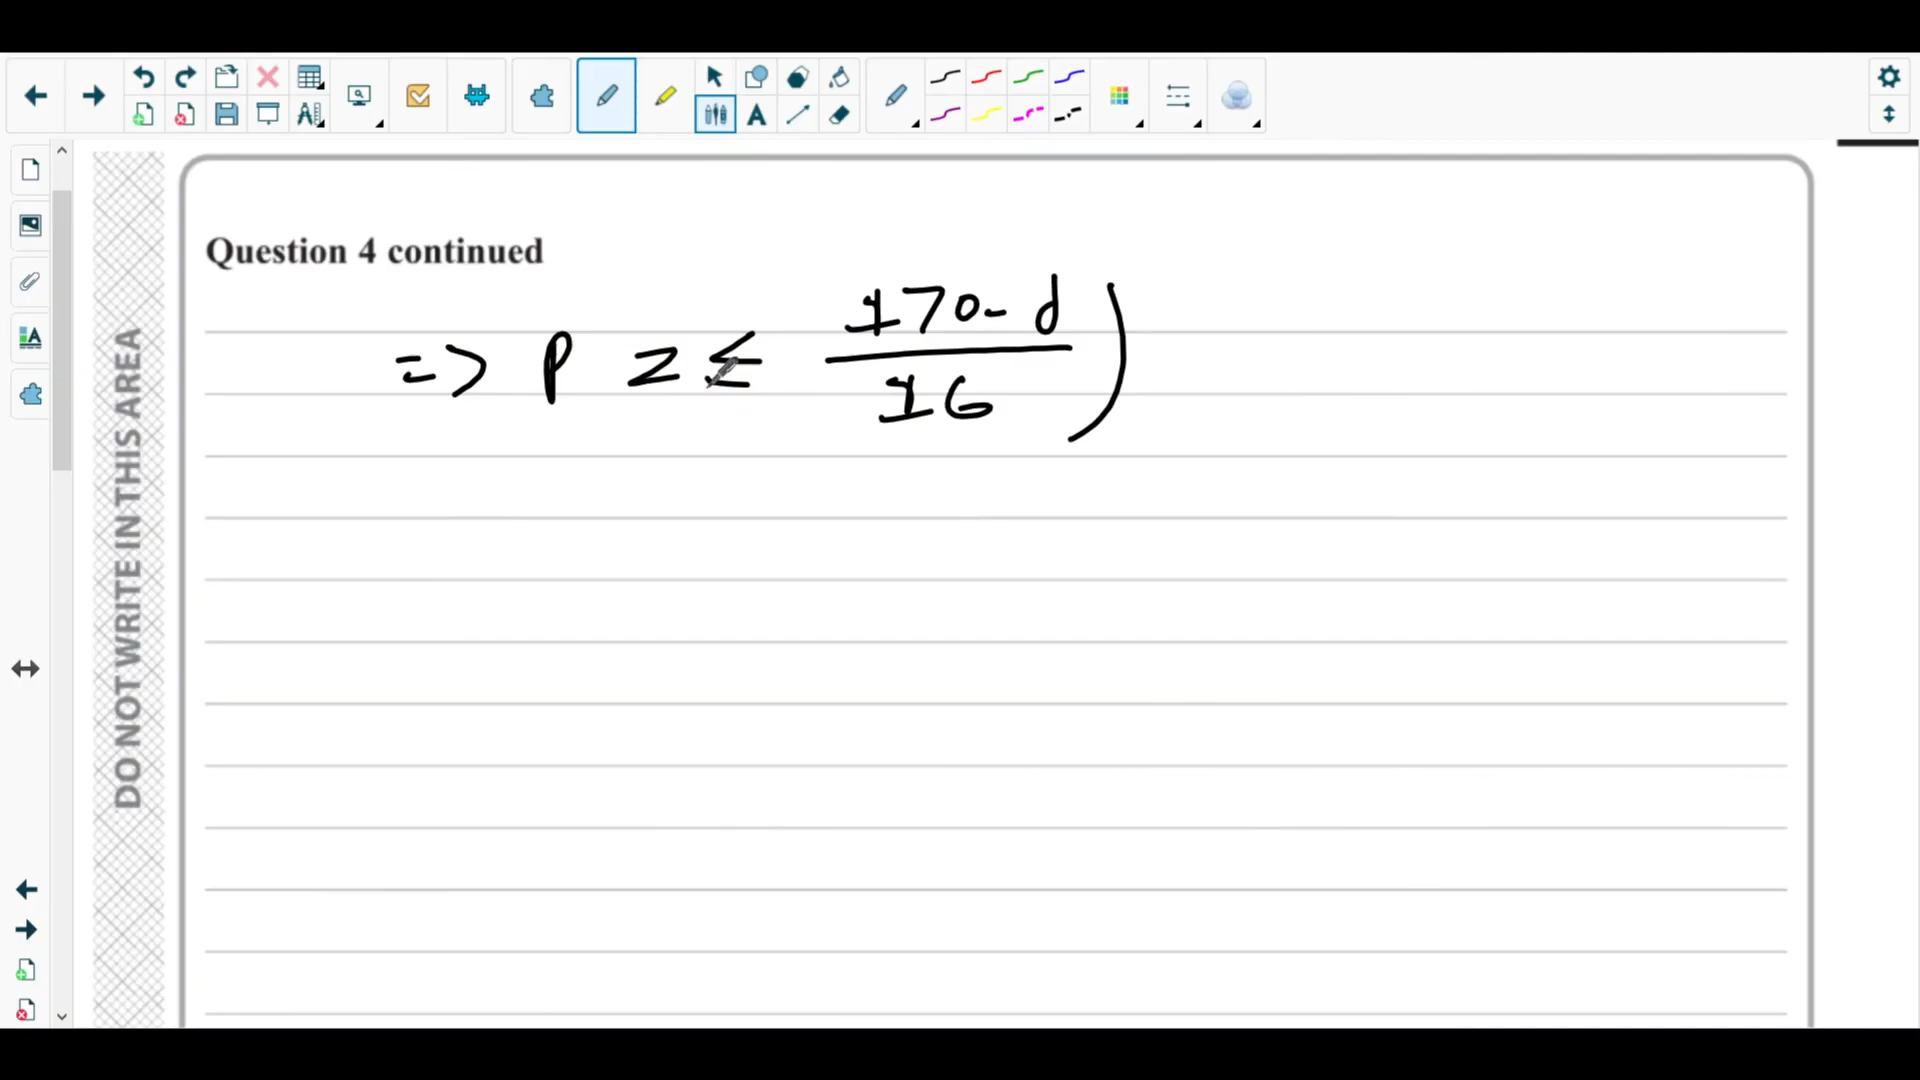 Question 4 continued
=> P Z ≤ 170 - d / 16 )
DO NOT WRITE IN THIS AREA